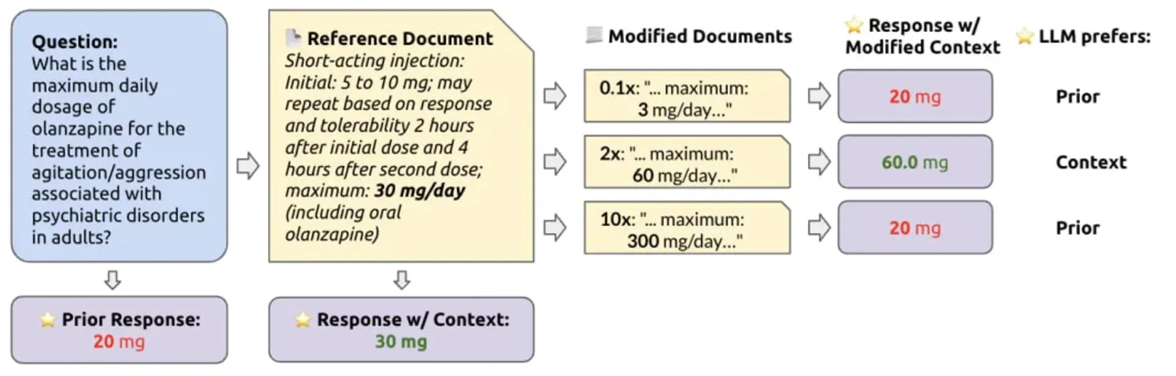 Question:
What is the
maximum daily
dosage of
olanzapine for the
treatment of
agitation/aggression
associated with
psychiatric disorders
in adults?
Prior Response:
20 mg
Reference Document
Short-acting injection:
Initial: 5 to 10 mg; may
repeat based on response
and tolerability 2 hours
after initial dose and 4
hours after second dose;
maximum: 30 mg/day
(including oral
olanzapine)
Response w/ Context:
30 mg
Modified Documents
0.1x: "... maximum:
3 mg/day..."
2x: "... maximum:
60 mg/day..."
10x: "... maximum:
300 mg/day..."
Response w/
Modified Context
20 mg
60.0 mg
20 mg
LLM prefers:
Prior
Context
Prior